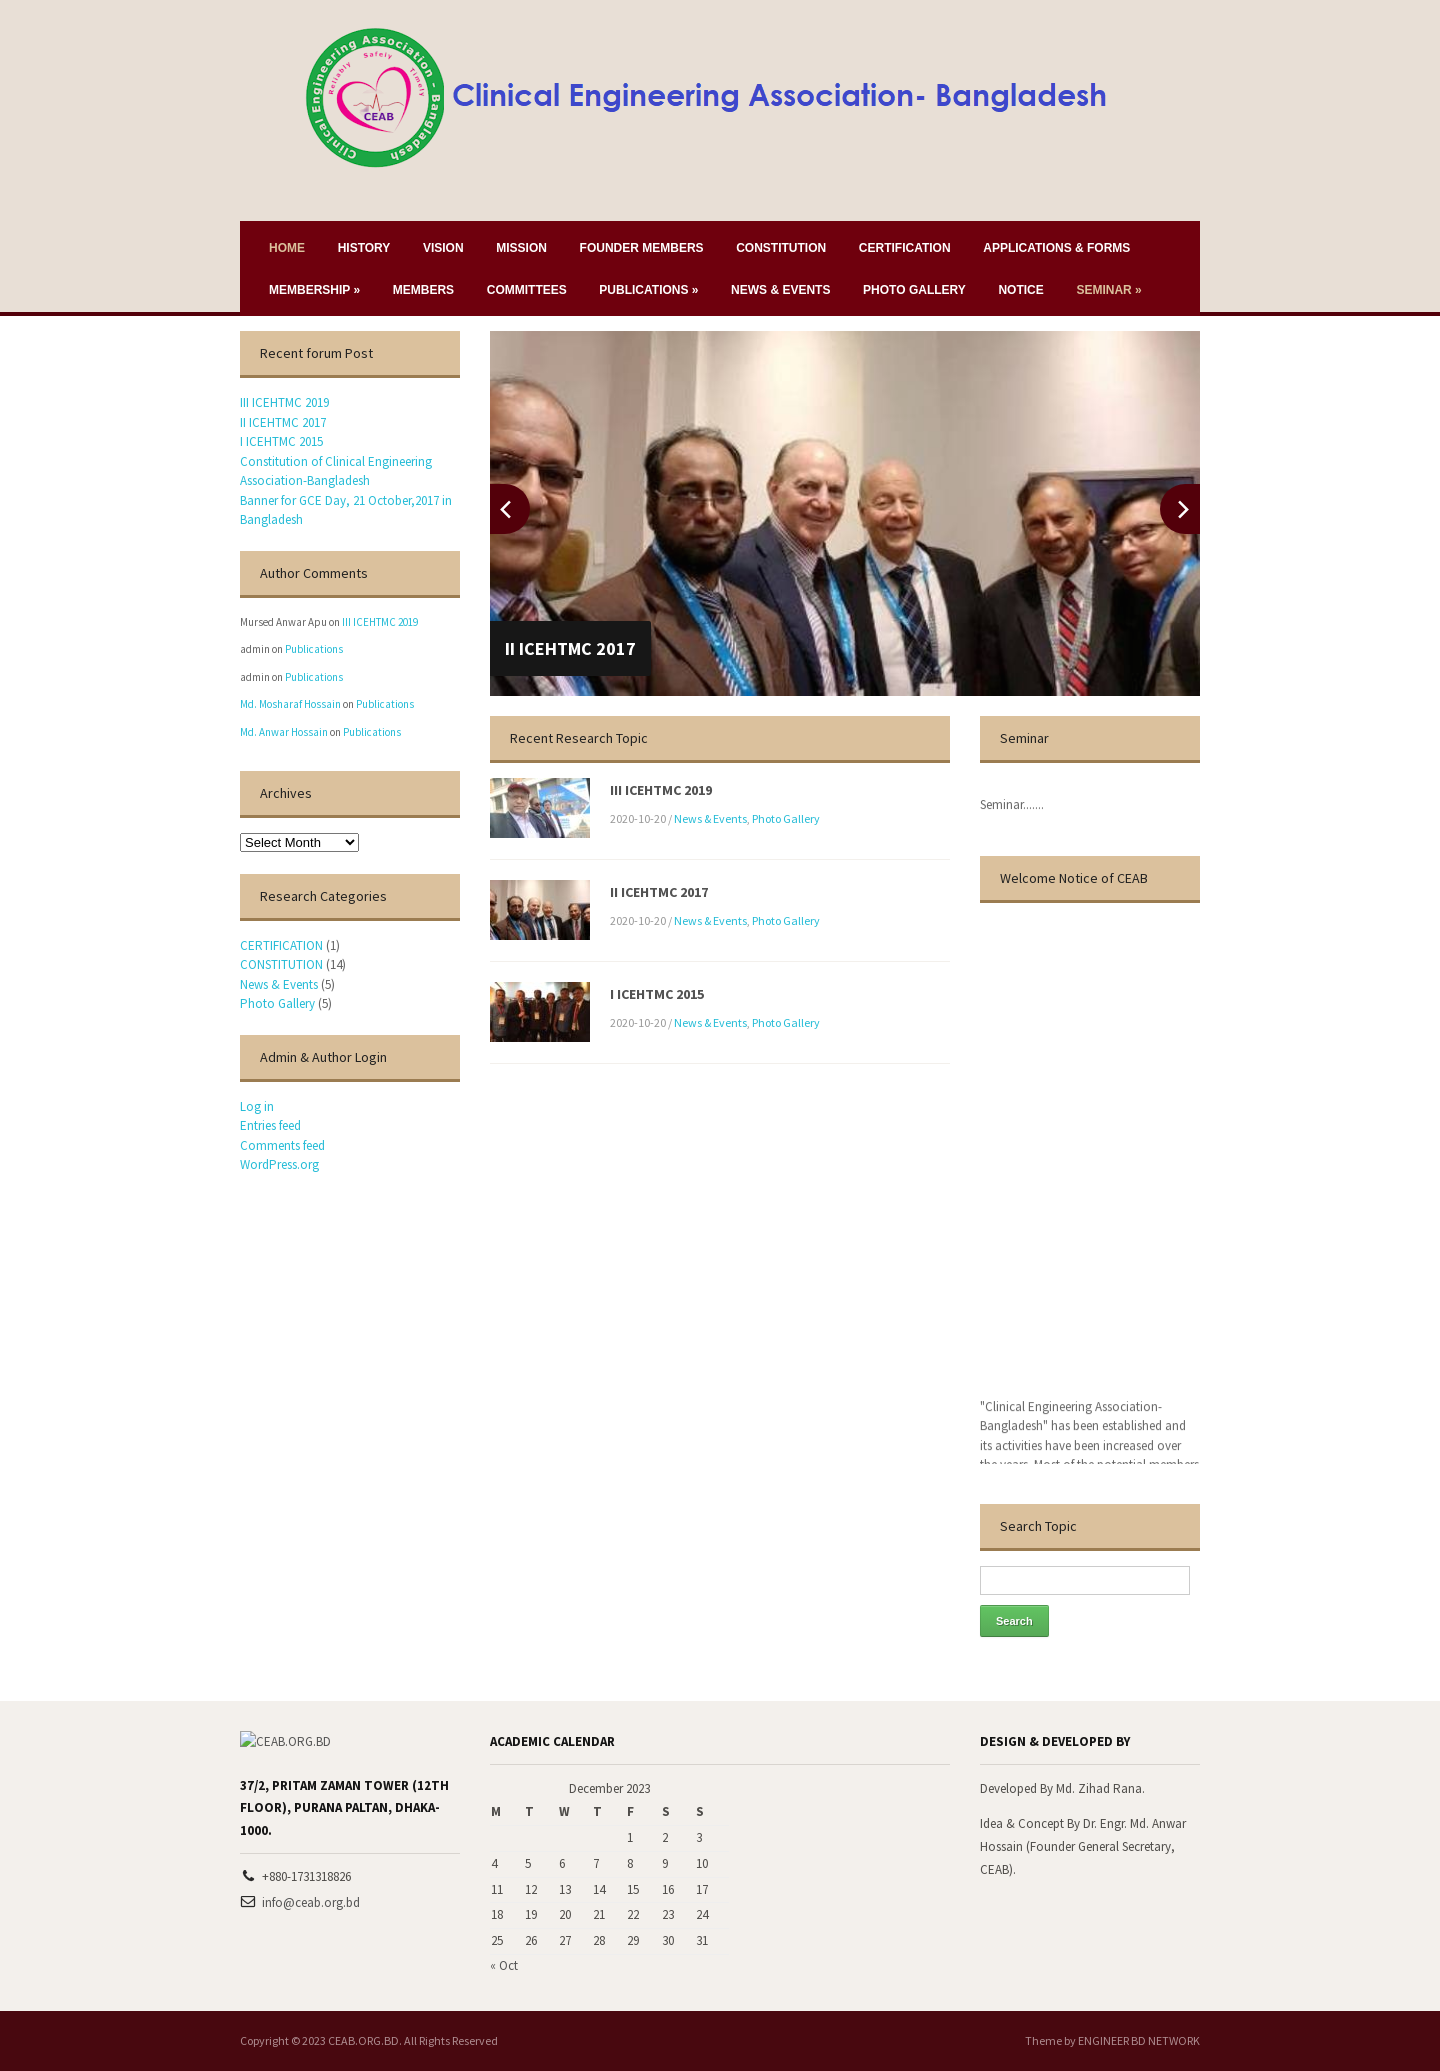 Clinical Engineering Association - Bangladesh
Reliably Safely Timely
CEAB
Clinical Engineering Association- Bangladesh
HOME HISTORY VISION MISSION FOUNDER MEMBERS CONSTITUTION CERTIFICATION APPLICATIONS & FORMS
MEMBERSHIP » MEMBERS COMMITTEES PUBLICATIONS » NEWS & EVENTS PHOTO GALLERY NOTICE SEMINAR »
Recent forum Post
III ICEHTMC 2019
II ICEHTMC 2017
I ICEHTMC 2015
Constitution of Clinical Engineering
Association-Bangladesh
Banner for GCE Day, 21 October,2017 in
Bangladesh
Author Comments
Mursed Anwar Apu on III ICEHTMC 2019
admin on Publications
admin on Publications
Md. Mosharaf Hossain on Publications
Md. Anwar Hossain on Publications
Archives
Select Month
Research Categories
CERTIFICATION (1)
CONSTITUTION (14)
News & Events (5)
Photo Gallery (5)
Admin & Author Login
Log in
Entries feed
Comments feed
WordPress.org
II ICEHTMC 2017
Recent Research Topic
III ICEHTMC 2019
2020-10-20 / News & Events, Photo Gallery
II ICEHTMC 2017
2020-10-20 / News & Events, Photo Gallery
I ICEHTMC 2015
2020-10-20 / News & Events, Photo Gallery
Seminar
Seminar.......
Welcome Notice of CEAB
"Clinical Engineering Association-
Bangladesh" has been established and
its activities have been increased over
the years. Most of the potential members
Search Topic
Search
CEAB.ORG.BD
37/2, PRITAM ZAMAN TOWER (12TH
FLOOR), PURANA PALTAN, DHAKA-
1000.
+880-1731318826
info@ceab.org.bd
ACADEMIC CALENDAR
December 2023
M T W T F S S
1 2 3
4 5 6 7 8 9 10
11 12 13 14 15 16 17
18 19 20 21 22 23 24
25 26 27 28 29 30 31
« Oct
DESIGN & DEVELOPED BY
Developed By Md. Zihad Rana.
Idea & Concept By Dr. Engr. Md. Anwar
Hossain (Founder General Secretary,
CEAB).
Copyright © 2023 CEAB.ORG.BD. All Rights Reserved
Theme by ENGINEER BD NETWORK